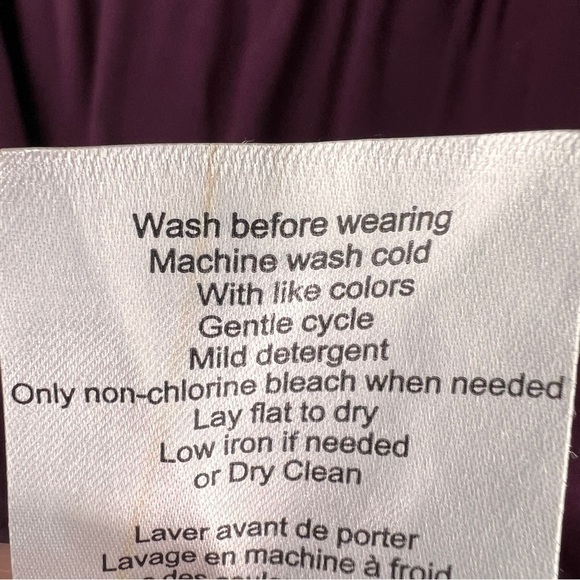 Wash before wearing
Machine wash cold
With like colors
Gentle cycle
Mild detergent
Only non-chlorine bleach when needed
Lay flat to dry
Low iron if needed
or Dry Clean
Laver avant de porter
Lavage en machine à froid
des